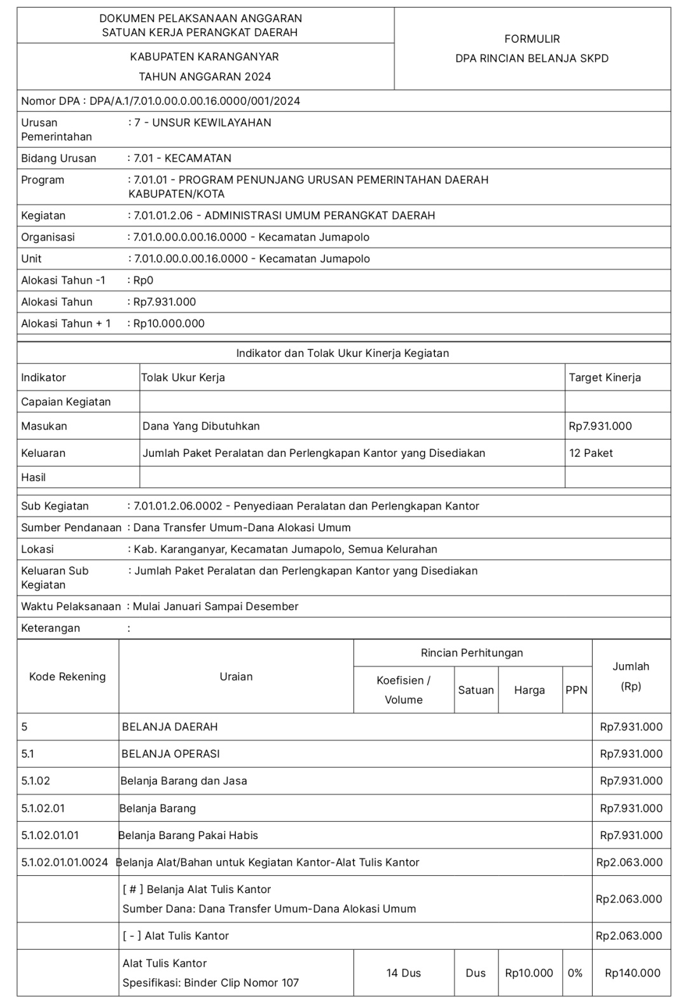 DOKUMEN PELAKSANAAN ANGGARAN
SATUAN KERJA PERANGKAT DAERAH
FORMULIR
DPA RINCIAN BELANJA SKPD
KABUPATEN KARANGANYAR
TAHUN ANGGARAN 2024
Nomor DPA : DPA/A.1/7.01.0.00.0.00.16.0000/001/2024
Urusan Pemerintahan : 7 - UNSUR KEWILAYAHAN
Bidang Urusan : 7.01 - KECAMATAN
Program : 7.01.01 - PROGRAM PENUNJANG URUSAN PEMERINTAHAN DAERAH
KABUPATEN/KOTA
Kegiatan : 7.01.01.2.06 - ADMINISTRASI UMUM PERANGKAT DAERAH
Organisasi : 7.01.0.00.0.00.16.0000 - Kecamatan Jumapolo
Unit : 7.01.0.00.0.00.16.0000 - Kecamatan Jumapolo
Alokasi Tahun -1 : Rp0
Alokasi Tahun : Rp7.931.000
Alokasi Tahun + 1 : Rp10.000.000
Indikator dan Tolak Ukur Kinerja Kegiatan
Indikator Tolak Ukur Kerja Target Kinerja
Capaian Kegiatan
Masukan Dana Yang Dibutuhkan Rp7.931.000
Keluaran Jumlah Paket Peralatan dan Perlengkapan Kantor yang Disediakan 12 Paket
Hasil
Sub Kegiatan : 7.01.01.2.06.0002 - Penyediaan Peralatan dan Perlengkapan Kantor
Sumber Pendanaan : Dana Transfer Umum-Dana Alokasi Umum
Lokasi : Kab. Karanganyar, Kecamatan Jumapolo, Semua Kelurahan
Keluaran Sub Kegiatan : Jumlah Paket Peralatan dan Perlengkapan Kantor yang Disediakan
Waktu Pelaksanaan : Mulai Januari Sampai Desember
Keterangan :
Kode Rekening Uraian Rincian Perhitungan Jumlah
(Rp)
Koefisien /
Volume Satuan Harga PPN
5 BELANJA DAERAH Rp7.931.000
5.1 BELANJA OPERASI Rp7.931.000
5.1.02 Belanja Barang dan Jasa Rp7.931.000
5.1.02.01 Belanja Barang Rp7.931.000
5.1.02.01.01 Belanja Barang Pakai Habis Rp7.931.000
5.1.02.01.01.0024 Belanja Alat/Bahan untuk Kegiatan Kantor-Alat Tulis Kantor Rp2.063.000
[ # ] Belanja Alat Tulis Kantor
Sumber Dana: Dana Transfer Umum-Dana Alokasi Umum Rp2.063.000
[ - ] Alat Tulis Kantor Rp2.063.000
Alat Tulis Kantor
Spesifikasi: Binder Clip Nomor 107 14 Dus Dus Rp10.000 0% Rp140.000